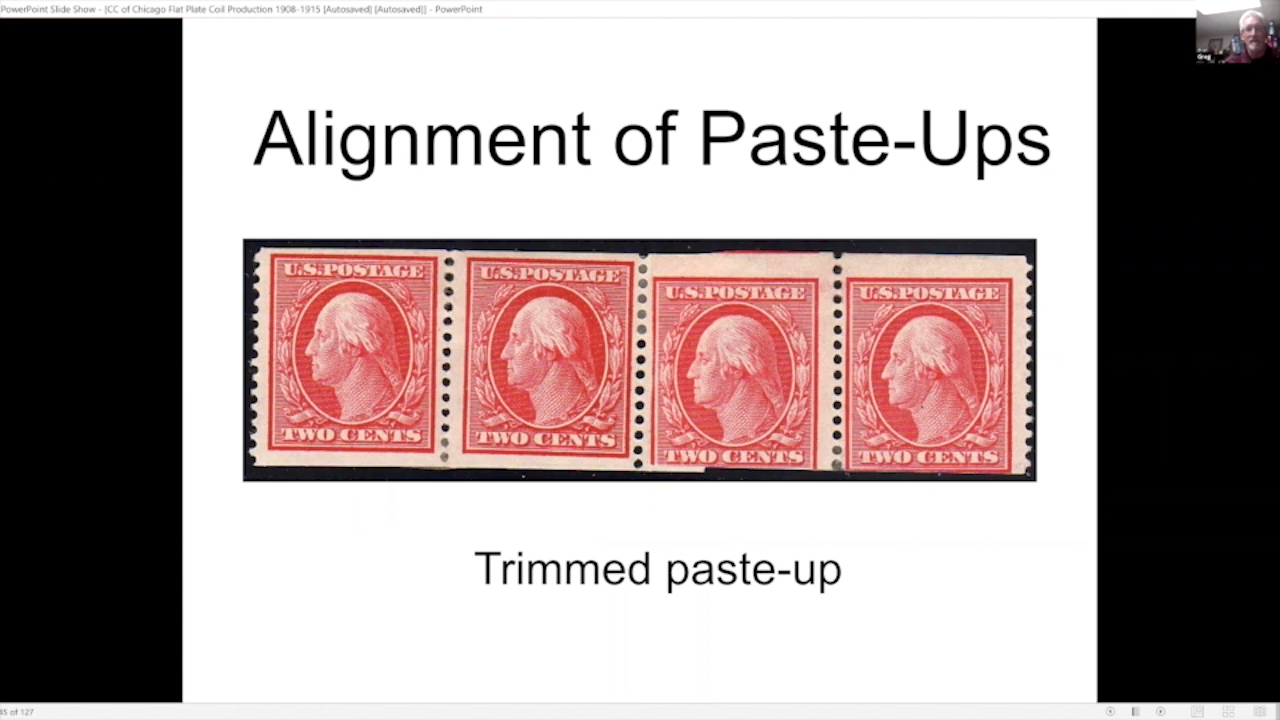 PowerPoint Slide Show - [CC of Chicago Flat Plate Coil Production 1908-1915 [Autosaved] [Autosaved]] - PowerPoint
Greg
Alignment of Paste-Ups
U.S.POSTAGE U.S.POSTAGE U.S.POSTAGE U.S.POSTAGE
TWO CENTS TWO CENTS TWO CENTS TWO CENTS
Trimmed paste-up
of 127